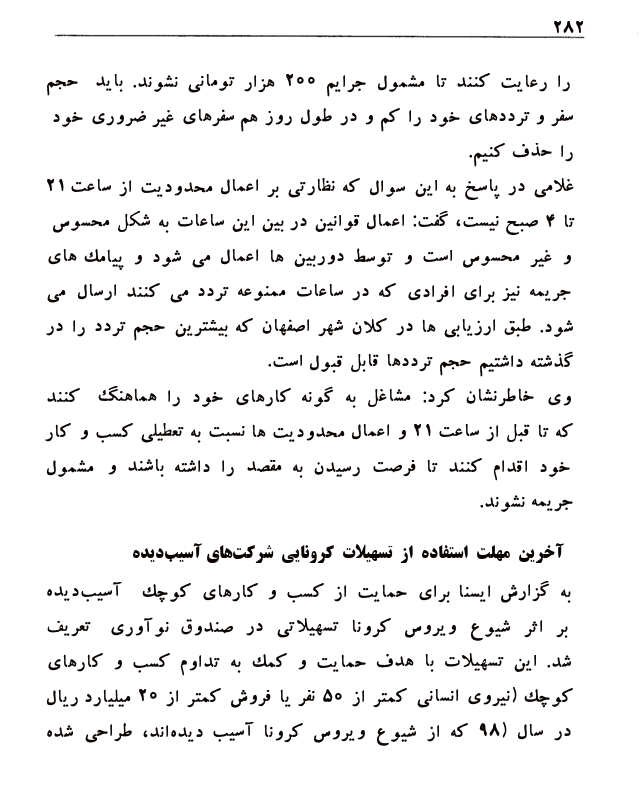 ۲۸۲
را رعایت کنند تا مشمول جرایم ۲۰۰ هزار تومانی نشوند. باید حجم
سفر و ترددهای خود را کم و در طول روز هم سفرهای غیر ضروری خود
را حذف کنیم.
غلامی در پاسخ به این سوال که نظارتی بر اعمال محدودیت از ساعت ۲۱
تا ۴ صبح نیست، گفت: اعمال قوانین در بین این ساعات به شکل محسوس
و غیر محسوس است و توسط دوربین ها اعمال می شود و پیامک های
جریمه نیز برای افرادی که در ساعات ممنوعه تردد می کنند ارسال می
شود. طبق ارزیابی ها در کلان شهر اصفهان که بیشترین حجم تردد را در
گذشته داشتیم حجم ترددها قابل قبول است.
وی خاطرنشان کرد: مشاغل به گونه کارهای خود را هماهنگ کنند
که تا قبل از ساعت ۲۱ و اعمال محدودیت ها نسبت به تعطیلی کسب و کار
خود اقدام کنند تا فرصت رسیدن به مقصد را داشته باشند و مشمول
جریمه نشوند.
آخرین مهلت استفاده از تسهیلات کرونایی شرکت‌های آسیب‌دیده
به گزارش ایسنا برای حمایت از کسب و کارهای کوچک آسیب‌دیده
بر اثر شیوع ویروس کرونا تسهیلاتی در صندوق نوآوری تعریف
شد. این تسهیلات با هدف حمایت و کمک به تداوم کسب و کارهای
کوچک (نیروی انسانی کمتر از ۵۰ نفر یا فروش کمتر از ۲۰ میلیارد ریال
در سال (۹۸ که از شیوع ویروس کرونا آسیب دیده‌اند، طراحی شده